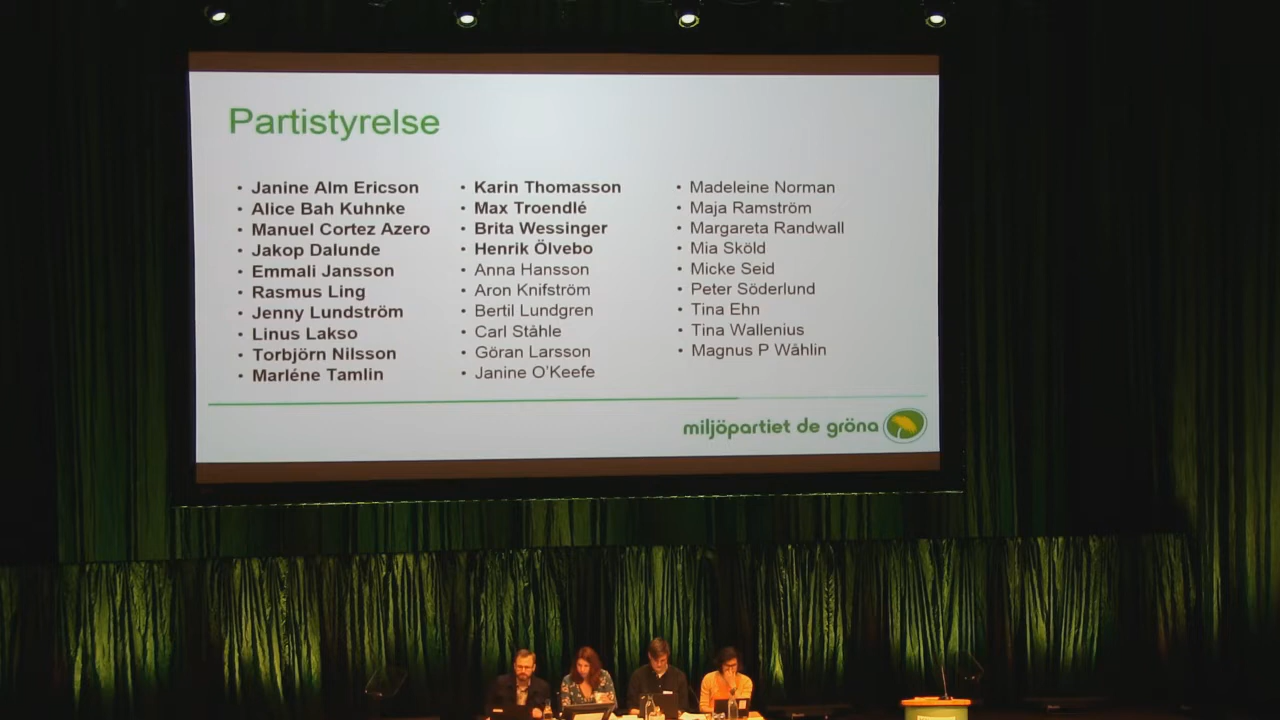 Partistyrelse
• Janine Alm Ericson
• Alice Bah Kuhnke
• Manuel Cortez Azero
• Jakop Dalunde
• Emmali Jansson
• Rasmus Ling
• Jenny Lundström
• Linus Lakso
• Torbjörn Nilsson
• Marléne Tamlin
• Karin Thomasson
• Max Troendlé
• Brita Wessinger
• Henrik Ölvebo
• Anna Hansson
• Aron Knifström
• Bertil Lundgren
• Carl Ståhle
• Göran Larsson
• Janine O'Keefe
• Madeleine Norman
• Maja Ramström
• Margareta Randwall
• Mia Sköld
• Micke Seid
• Peter Söderlund
• Tina Ehn
• Tina Wallenius
• Magnus P Wåhlin
miljöpartiet de gröna